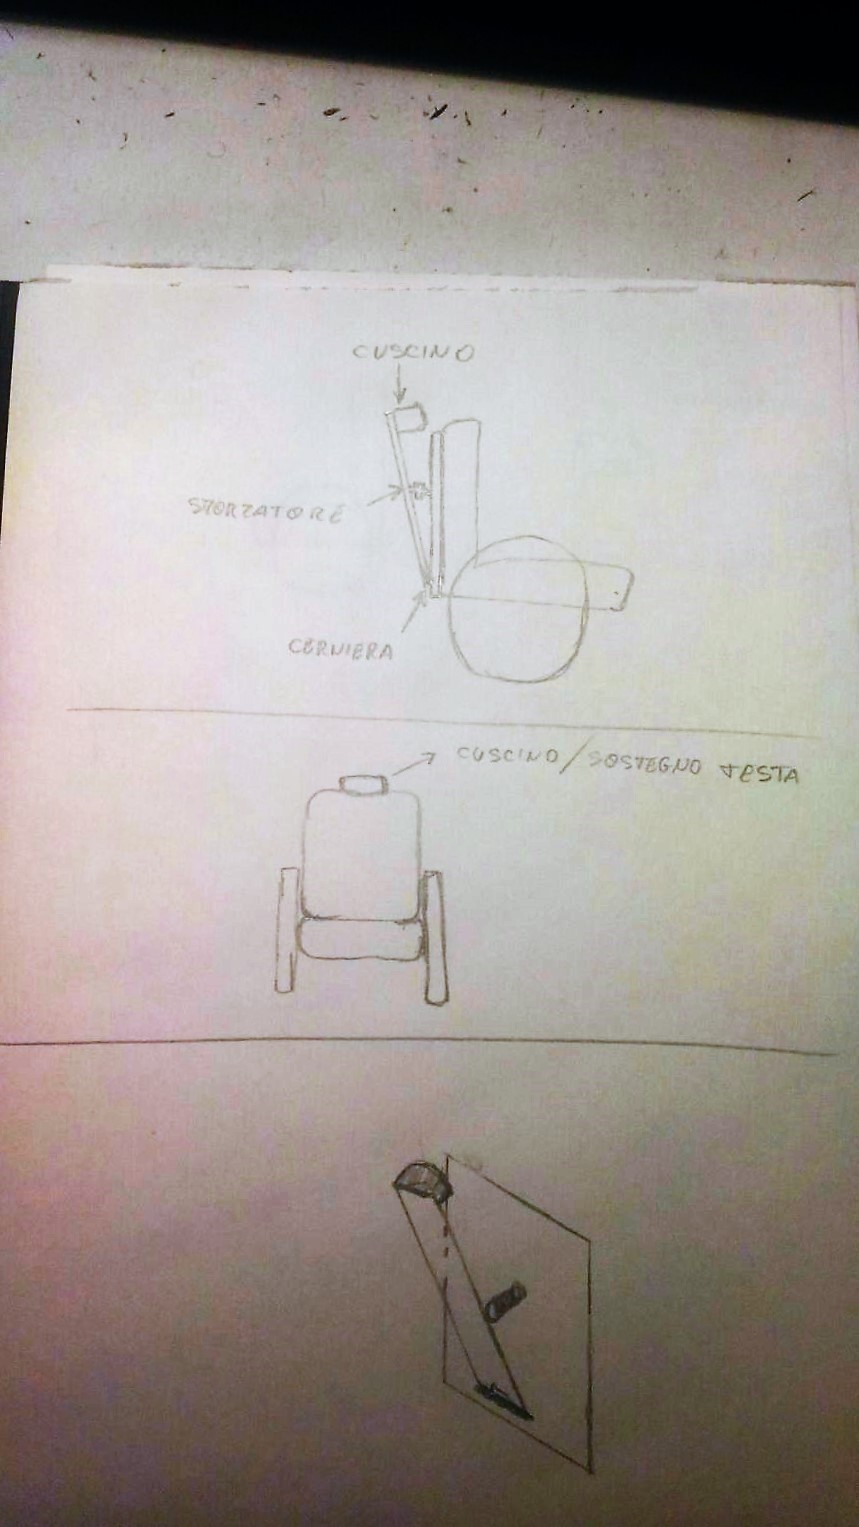 CUSCINO
SFORZATORE
CERNIERA
CUSCINO/SOSTEGNO TESTA